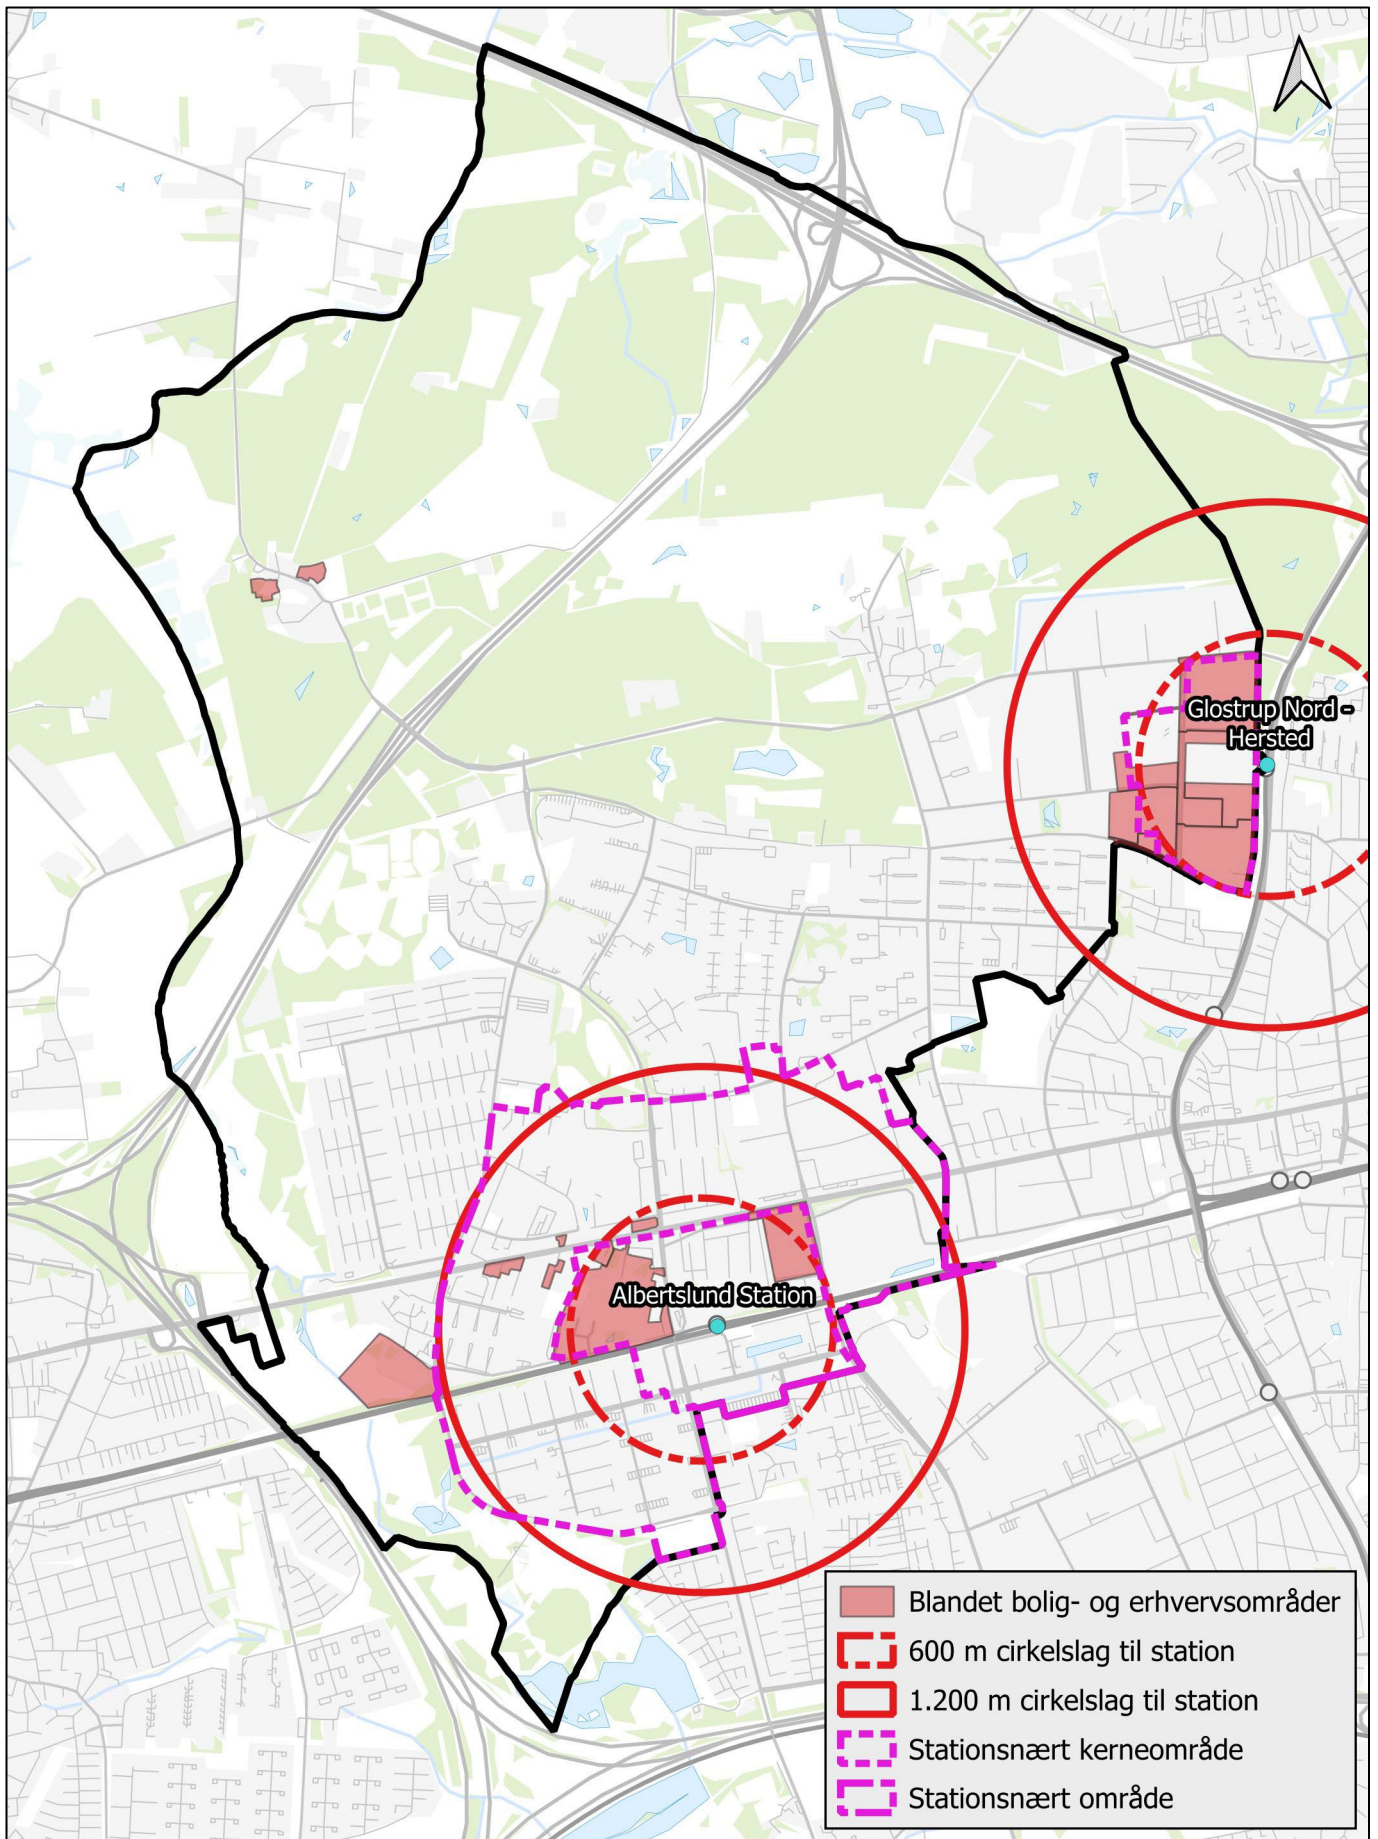 Glostrup Nord -
Hersted
Albertslund Station
Blandet bolig- og erhvervsområder
600 m cirkelslag til station
1.200 m cirkelslag til station
Stationsnært kerneområde
Stationsnært område